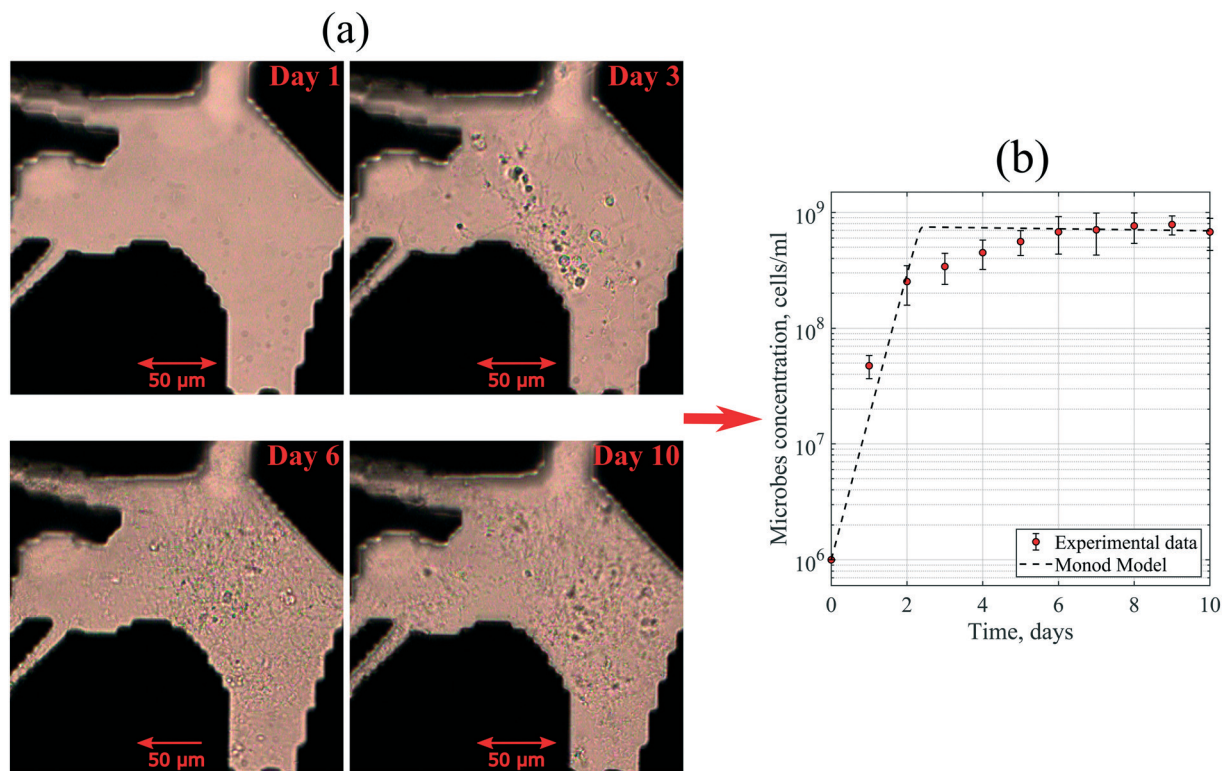 (a)
Day 1
50 µm
Day 3
50 µm
Day 6
50 µm
Day 10
50 µm
(b)
Microbes concentration, cells/ml
10^9
10^8
10^7
10^6
Experimental data
Monod Model
0 2 4 6 8 10
Time, days